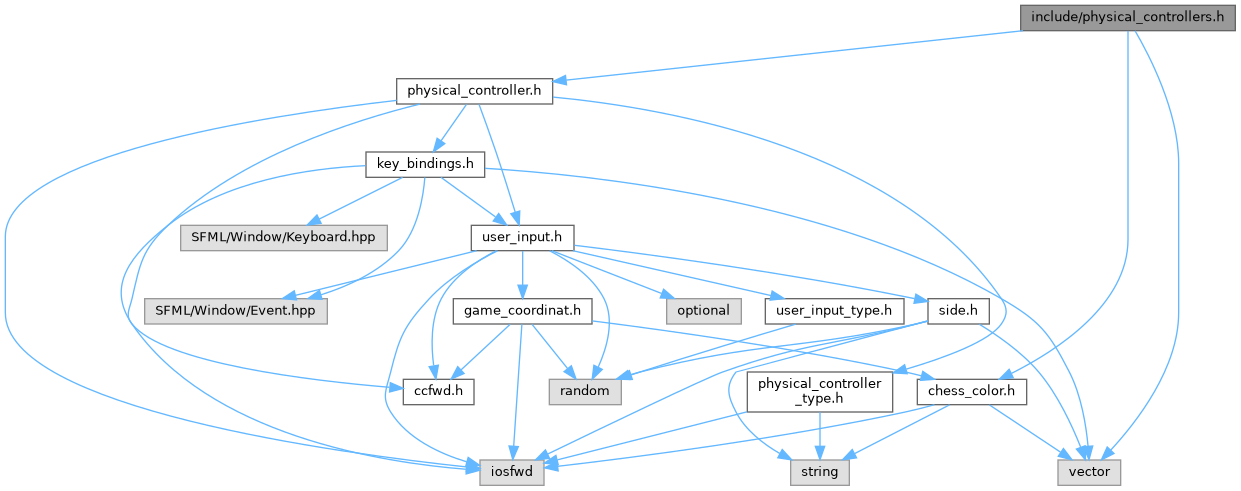 include/physical_controllers.h
physical_controller.h
key_bindings.h
SFML/Window/Keyboard.hpp
user_input.h
SFML/Window/Event.hpp
game_coordinat.h
optional
user_input_type.h
side.h
ccfwd.h
random
physical_controller
_type.h
chess_color.h
iosfwd
string
vector